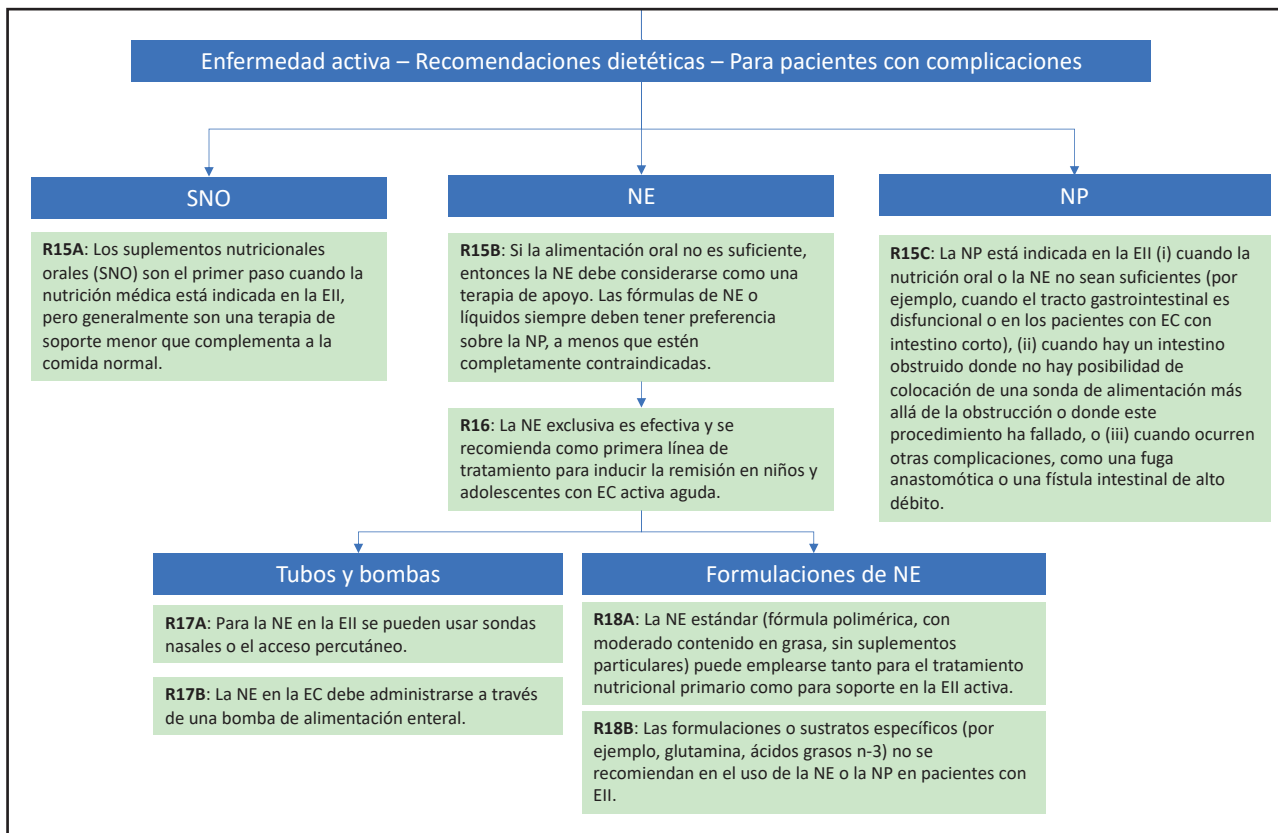 Enfermedad activa – Recomendaciones dietéticas – Para pacientes con complicaciones
SNO
R15A: Los suplementos nutricionales
orales (SNO) son el primer paso cuando la
nutrición médica está indicada en la EII,
pero generalmente son una terapia de
soporte menor que complementa a la
comida normal.
NE
R15B: Si la alimentación oral no es suficiente,
entonces la NE debe considerarse como una
terapia de apoyo. Las fórmulas de NE o
líquidos siempre deben tener preferencia
sobre la NP, a menos que estén
completamente contraindicadas.
R16: La NE exclusiva es efectiva y se
recomienda como primera línea de
tratamiento para inducir la remisión en niños y
adolescentes con EC activa aguda.
NP
R15C: La NP está indicada en la EII (i) cuando la
nutrición oral o la NE no sean suficientes (por
ejemplo, cuando el tracto gastrointestinal es
disfuncional o en los pacientes con EC con
intestino corto), (ii) cuando hay un intestino
obstruido donde no hay posibilidad de
colocación de una sonda de alimentación más
allá de la obstrucción o donde este
procedimiento ha fallado, o (iii) cuando ocurren
otras complicaciones, como una fuga
anastomótica o una fístula intestinal de alto
débito.
Tubos y bombas
R17A: Para la NE en la EII se pueden usar sondas
nasales o el acceso percutáneo.
R17B: La NE en la EC debe administrarse a través
de una bomba de alimentación enteral.
Formulaciones de NE
R18A: La NE estándar (fórmula polimérica, con
moderado contenido en grasa, sin suplementos
particulares) puede emplearse tanto para el tratamiento
nutricional primario como para soporte en la EII activa.
R18B: Las formulaciones o sustratos específicos (por
ejemplo, glutamina, ácidos grasos n-3) no se
recomiendan en el uso de la NE o la NP en pacientes con
EII.